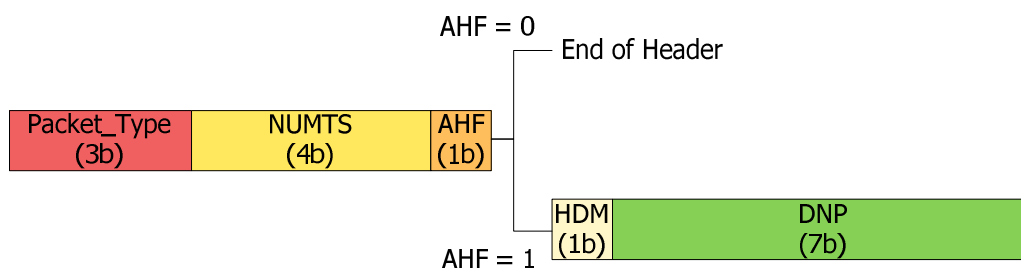 AHF = 0
End of Header
Packet_Type
(3b)
NUMTS
(4b)
AHF
(1b)
HDM
(1b)
DNP
(7b)
AHF = 1